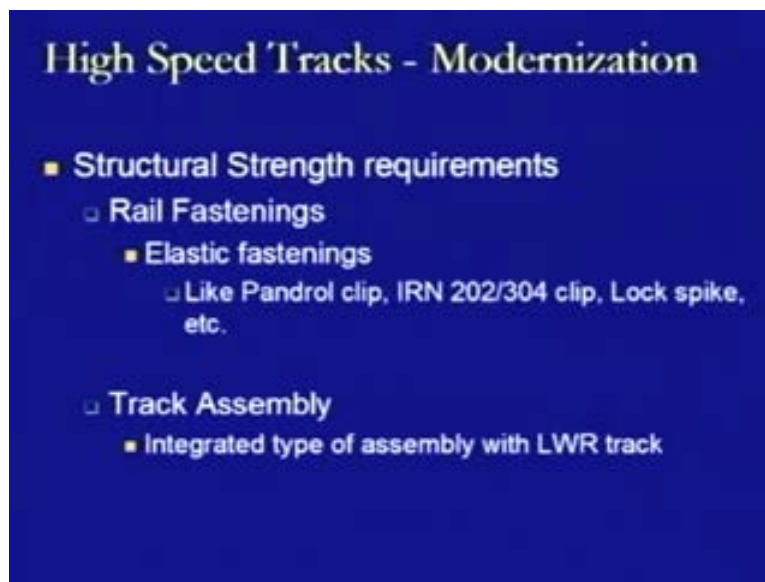 High Speed Tracks - Modernization
Structural Strength requirements
Rail Fastenings
Elastic fastenings
Like Pandrol clip, IRN 202/304 clip, Lock spike,
etc.
Track Assembly
Integrated type of assembly with LWR track